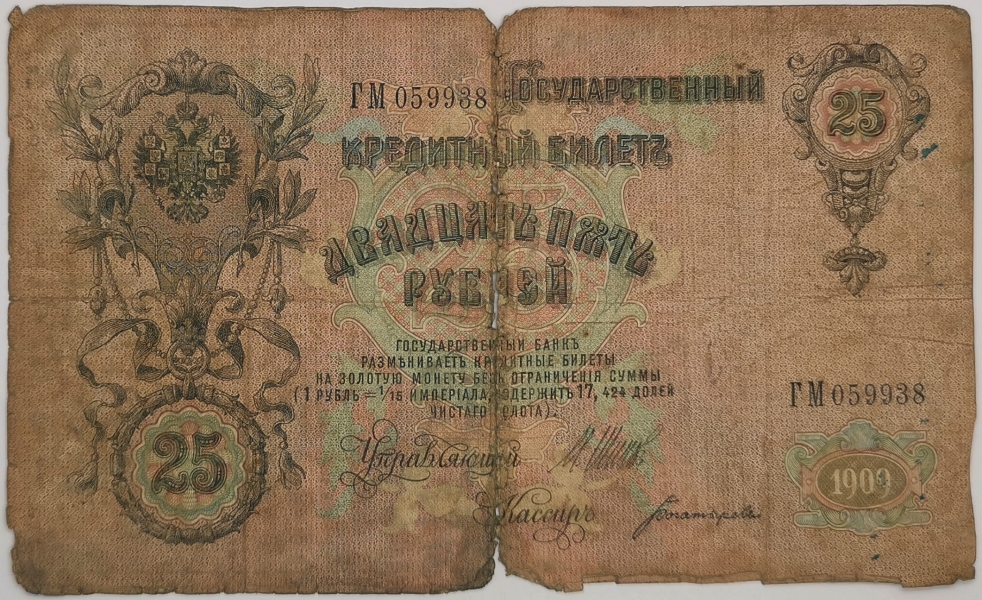 ГМ 059938 ГОСУДАРСТВЕННЫЙ
25
КРЕДИТНЫЙ БИЛЕТЪ
ДВАДЦАТЬ ПЯТЬ
РУБЛЕЙ
ГОСУДАРСТВЕННЫЙ БАНКЪ
РАЗМѢНИВАЕТЪ КРЕДИТНЫЕ БИЛЕТЫ
НА ЗОЛОТУЮ МОНЕТУ БЕЗЪ ОГРАНИЧЕНІЯ СУММЫ
(1 РУБЛЬ = 1/15 ИМПЕРІАЛА, СОДЕРЖИТЪ 17,424 ДОЛЕЙ
ЧИСТАГО ЗОЛОТА).
ГМ 059938
25
Управляющій
1909
Кассиръ